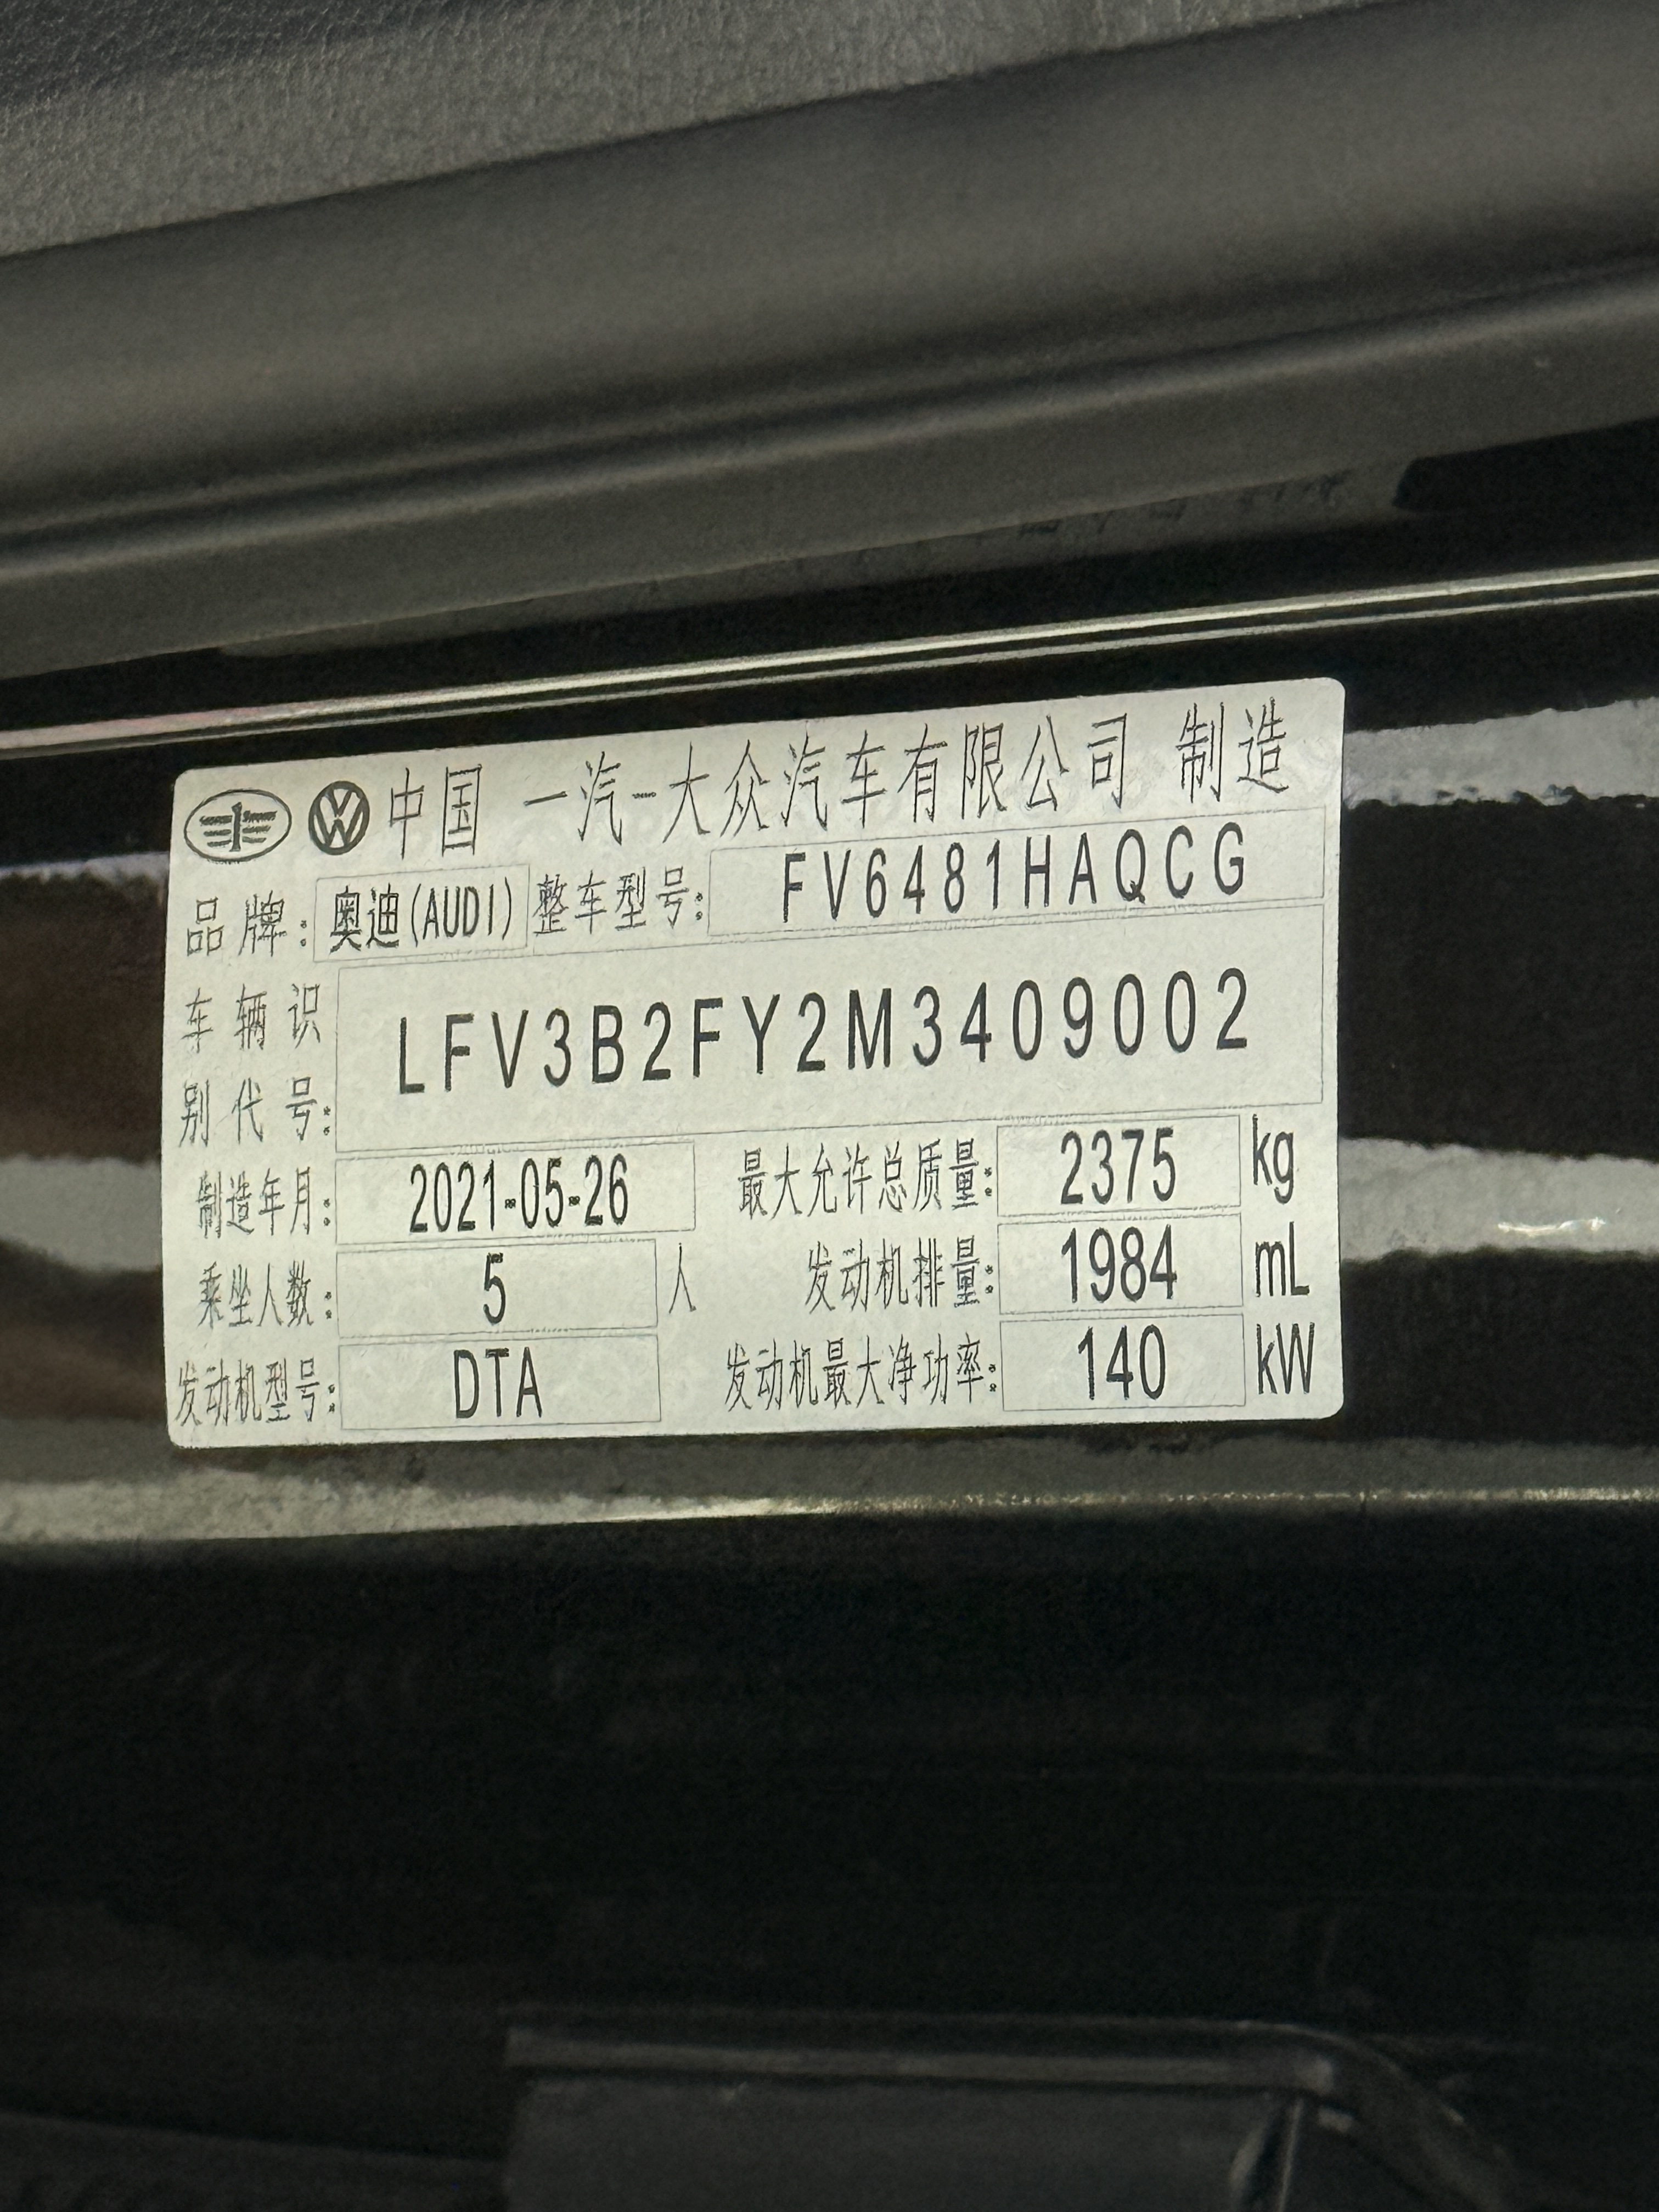 中国 一汽-大众汽车有限公司 制造
品牌: 奥迪(AUDI) 整车型号: FV6481HAQCG
车辆识别代号: LFV3B2FY2M3409002
制造年月: 2021-05-26 最大允许总质量: 2375 kg
乘坐人数: 5 人 发动机排量: 1984 mL
发动机型号: DTA 发动机最大净功率: 140 kW